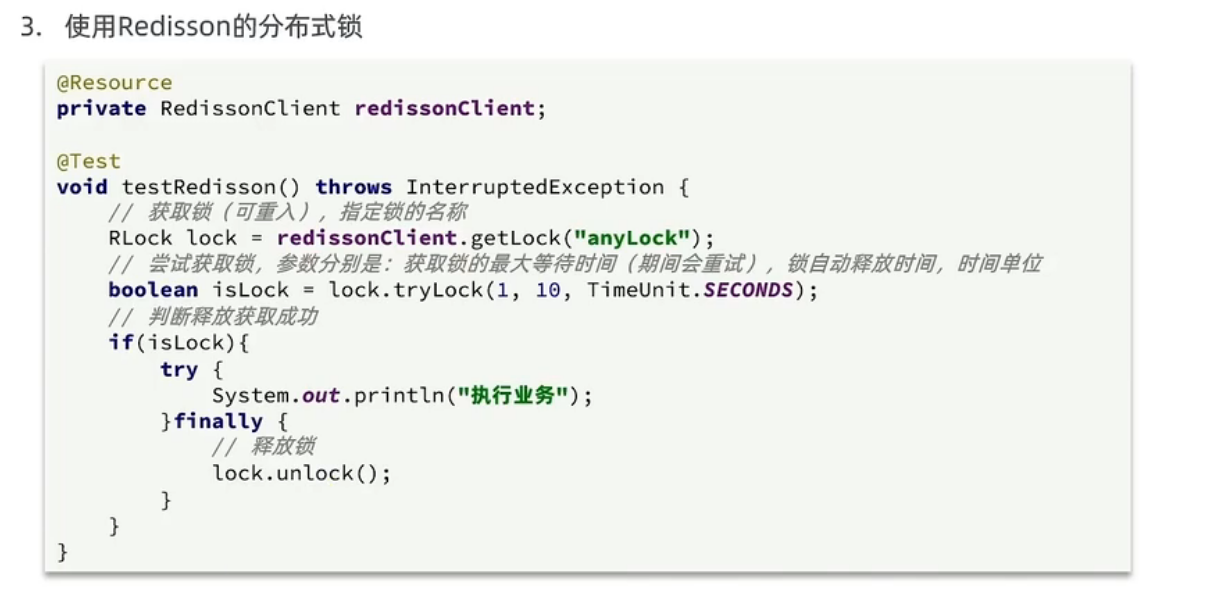 3. 使用Redisson的分布式锁
@Resource
private RedissonClient redissonClient;
@Test
void testRedisson() throws InterruptedException {
    // 获取锁（可重入），指定锁的名称
    RLock lock = redissonClient.getLock("anyLock");
    // 尝试获取锁，参数分别是：获取锁的最大等待时间（期间会重试），锁自动释放时间，时间单位
    boolean isLock = lock.tryLock(1, 10, TimeUnit.SECONDS);
    // 判断释放获取成功
    if(isLock){
        try {
            System.out.println("执行业务");
        }finally {
            // 释放锁
            lock.unlock();
        }
    }
}